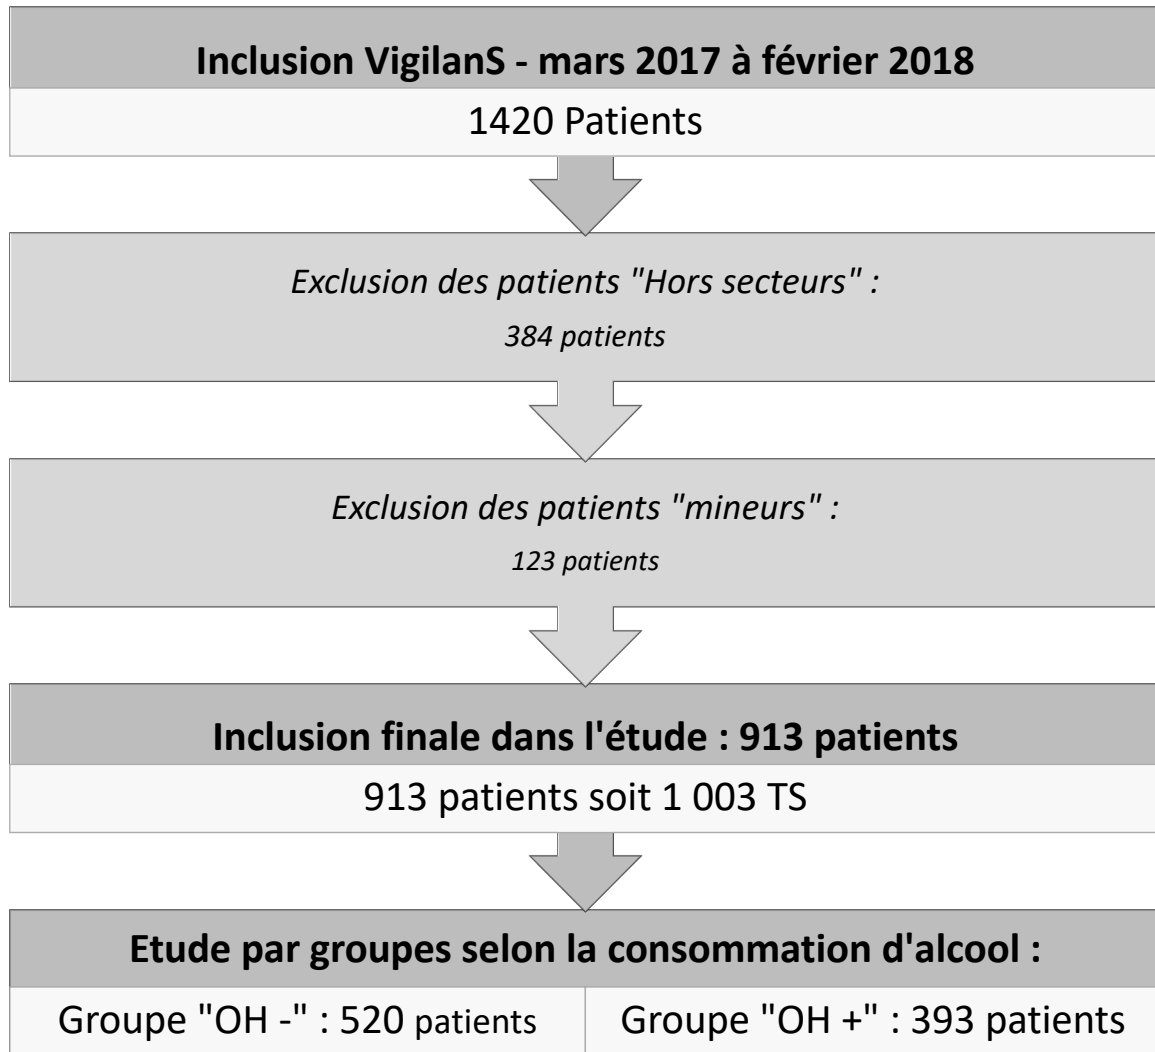 Inclusion VigilanS - mars 2017 à février 2018
1420 Patients
Exclusion des patients "Hors secteurs" :
384 patients
Exclusion des patients "mineurs" :
123 patients
Inclusion finale dans l'étude : 913 patients
913 patients soit 1 003 TS
Etude par groupes selon la consommation d'alcool :
Groupe "OH -" : 520 patients
Groupe "OH +" : 393 patients